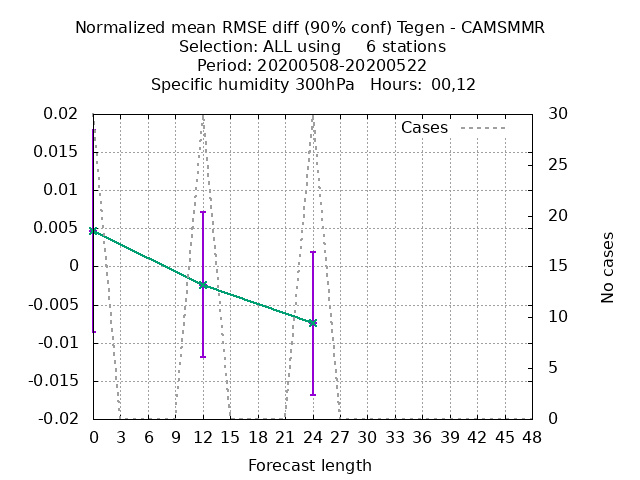 Normalized mean RMSE diff (90% conf) Tegen - CAMSMMR
Selection: ALL using     6 stations
Period: 20200508-20200522
Specific humidity 300hPa   Hours:  00,12
Cases
0.02
0.015
0.01
0.005
0
-0.005
-0.01
-0.015
-0.02
30
25
20
15
10
5
0
No cases
0 3 6 9 12 15 18 21 24 27 30 33 36 39 42 45 48
Forecast length